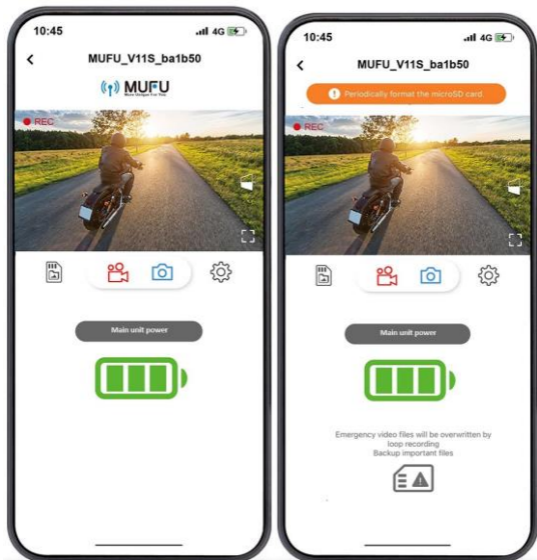 10:45
4G
MUFU_V11S_ba1b50
MUFU
REC
Main unit power
10:45
4G
MUFU_V11S_ba1b50
Periodically format the microSD card
REC
Main unit power
Emergency video files will be overwritten by
loop recording
Backup important files